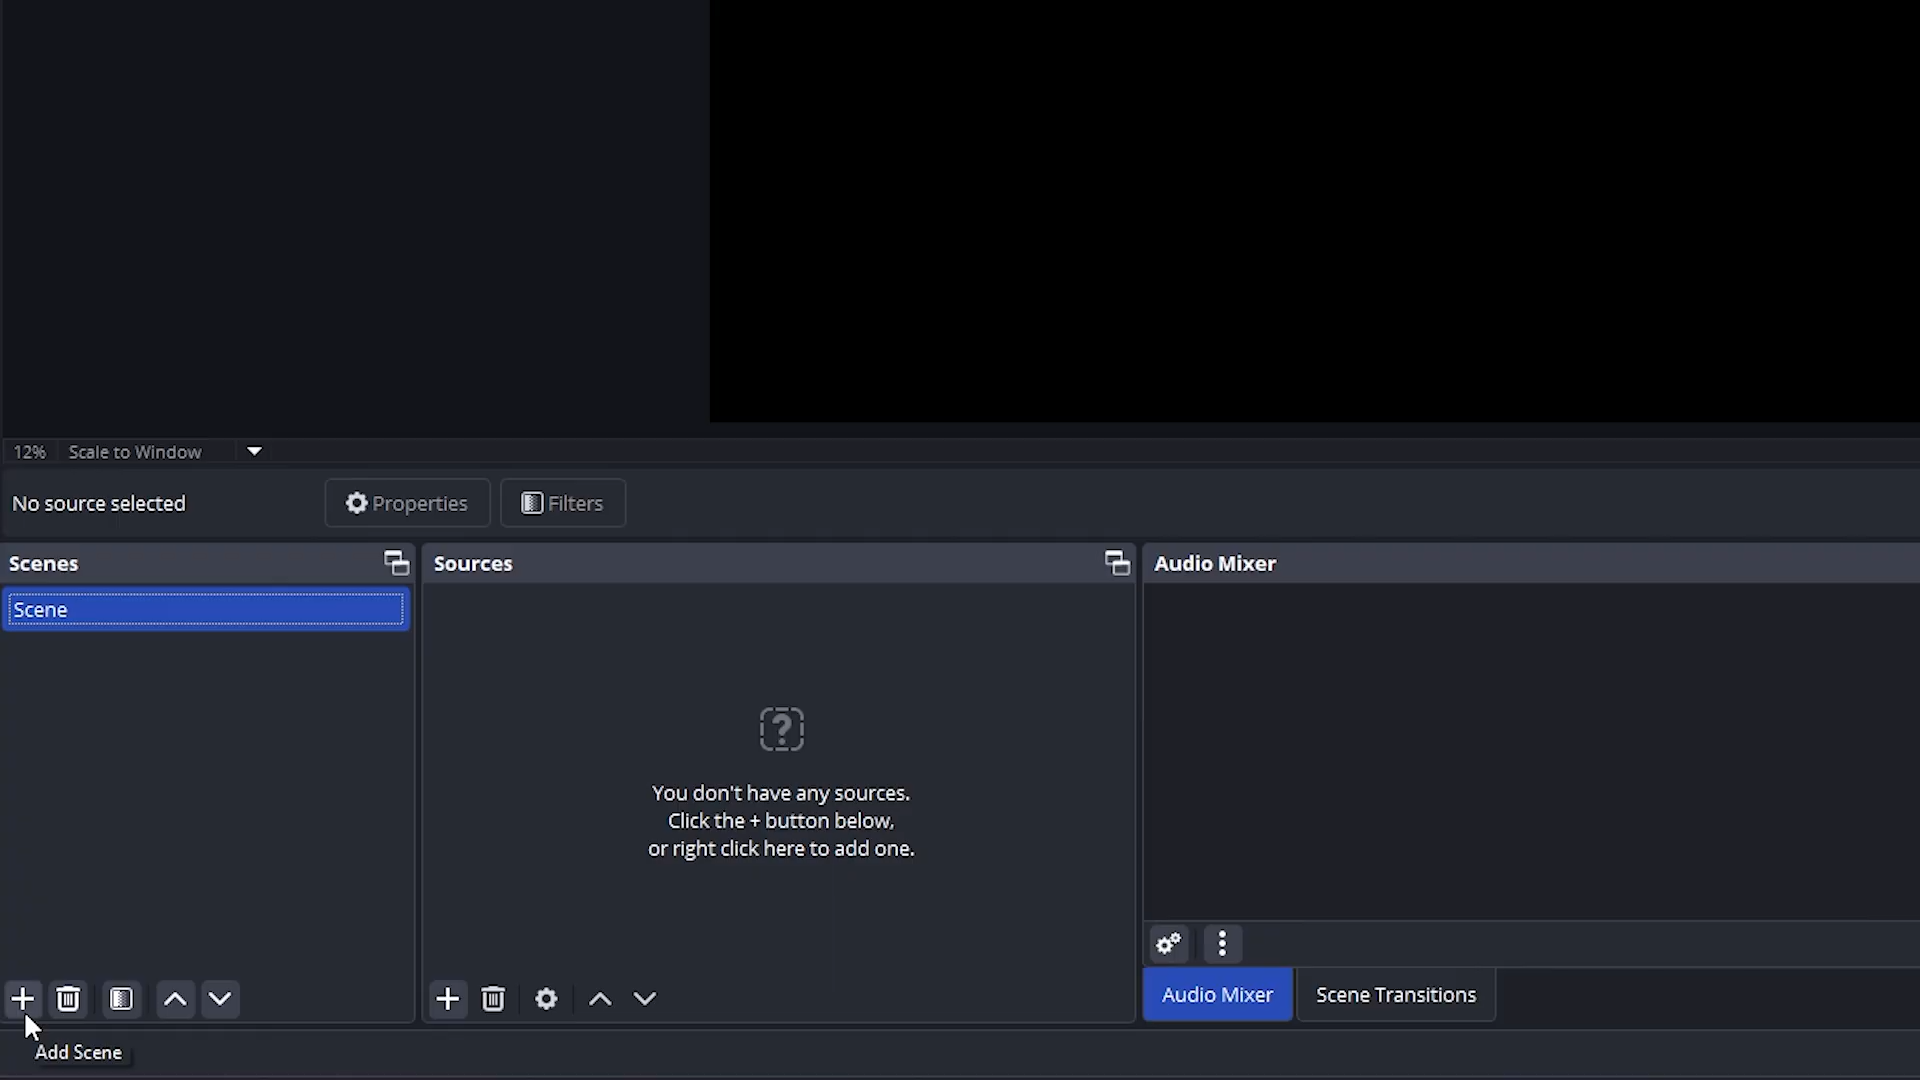 12% Scale to Window
No source selected
Properties
Filters
Scenes
Sources
Audio Mixer
Scene
You don't have any sources.
Click the + button below,
or right click here to add one.
Audio Mixer
Scene Transitions
Add Scene